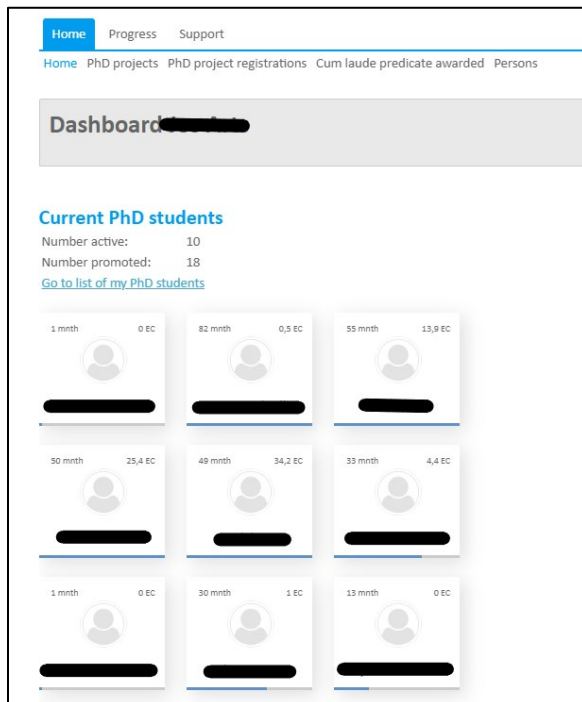 Home Progress Support
Home PhD projects PhD project registrations Cum laude predicate awarded Persons
Dashboard
Current PhD students
Number active: 10
Number promoted: 18
Go to list of my PhD students
1 mnth 0 EC 82 mnth 0,5 EC 55 mnth 13,9 EC
50 mnth 25,4 EC 49 mnth 34,2 EC 33 mnth 4,4 EC
1 mnth 0 EC 30 mnth 1 EC 13 mnth 0 EC